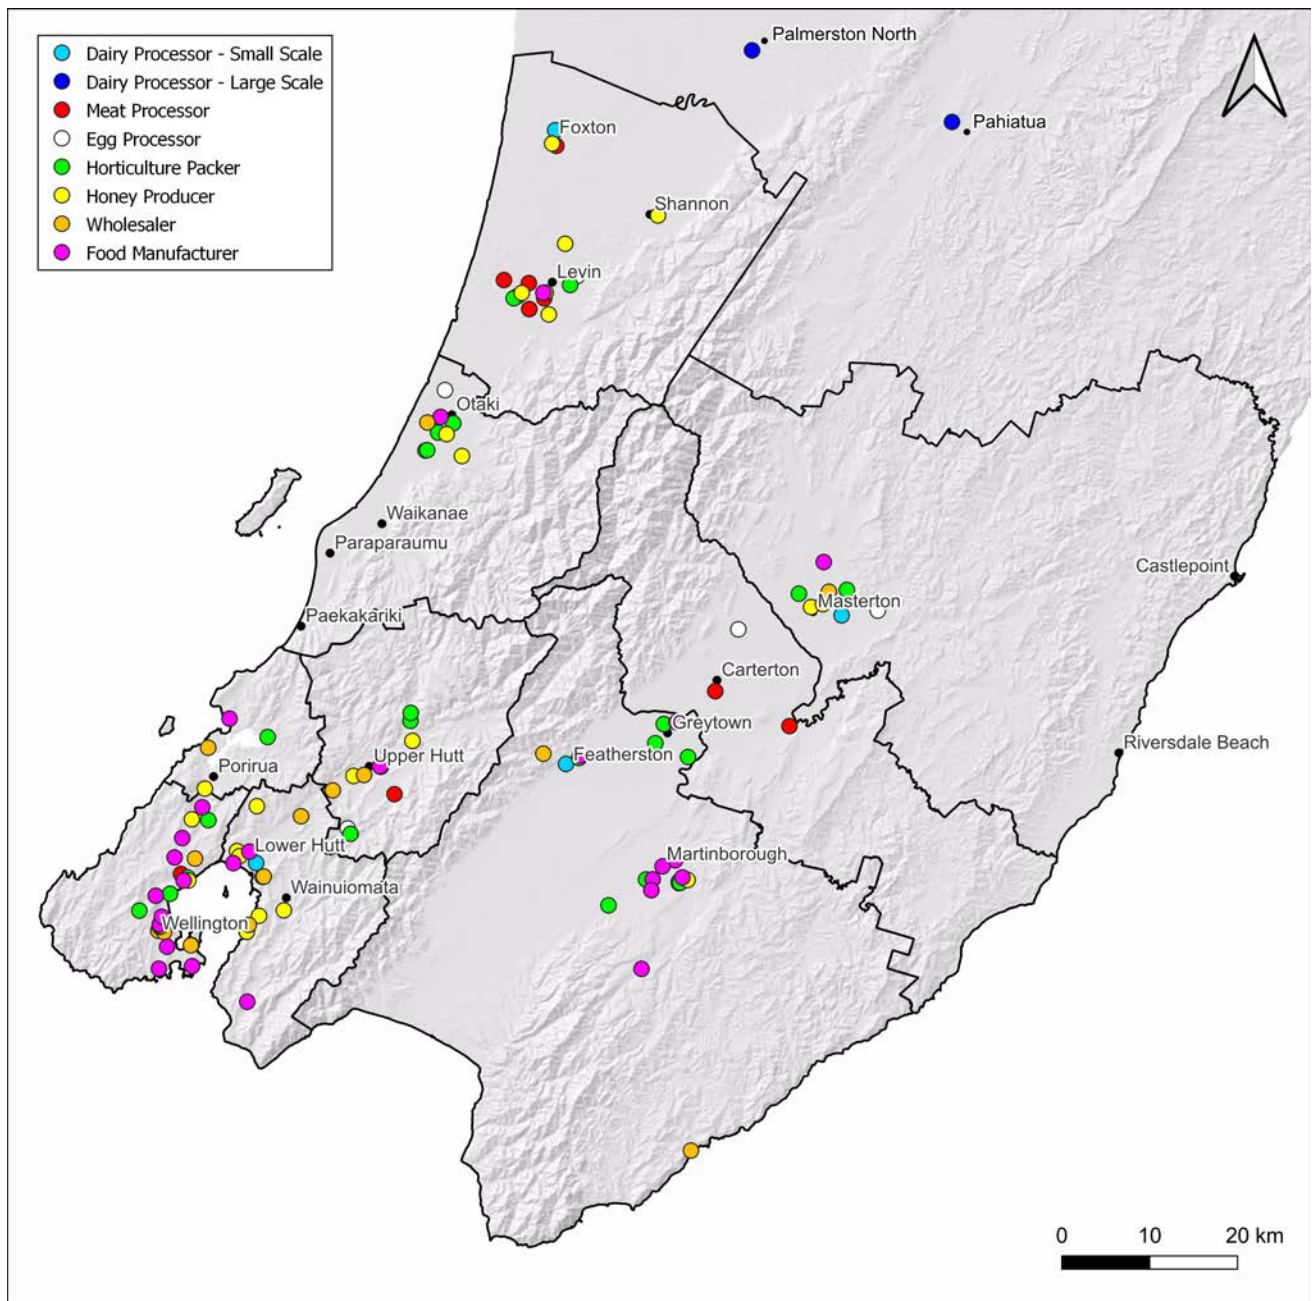 Dairy Processor - Small Scale
Dairy Processor - Large Scale
Meat Processor
Egg Processor
Horticulture Packer
Honey Producer
Wholesaler
Food Manufacturer
Palmerston North
Pahiatua
Foxton
Shannon
Levin
Otaki
Waikanae
Paraparaumu
Paekakariki
Castlepoint
Masterton
Carterton
Greytown
Riversdale Beach
Featherston
Upper Hutt
Porirua
Lower Hutt
Martinborough
Wainuiomata
Wellington
0 10 20 km